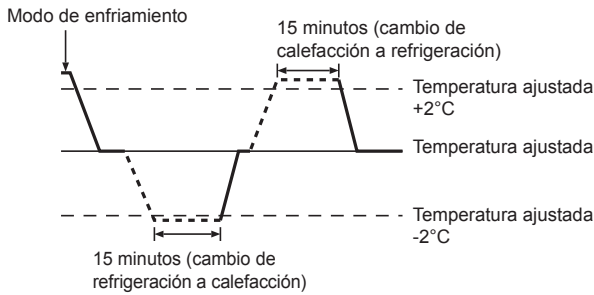 Modo de enfriamiento
15 minutos (cambio de
calefacción a refrigeración)
Temperatura ajustada
+2°C
Temperatura ajustada
Temperatura ajustada
-2°C
15 minutos (cambio de
refrigeración a calefacción)